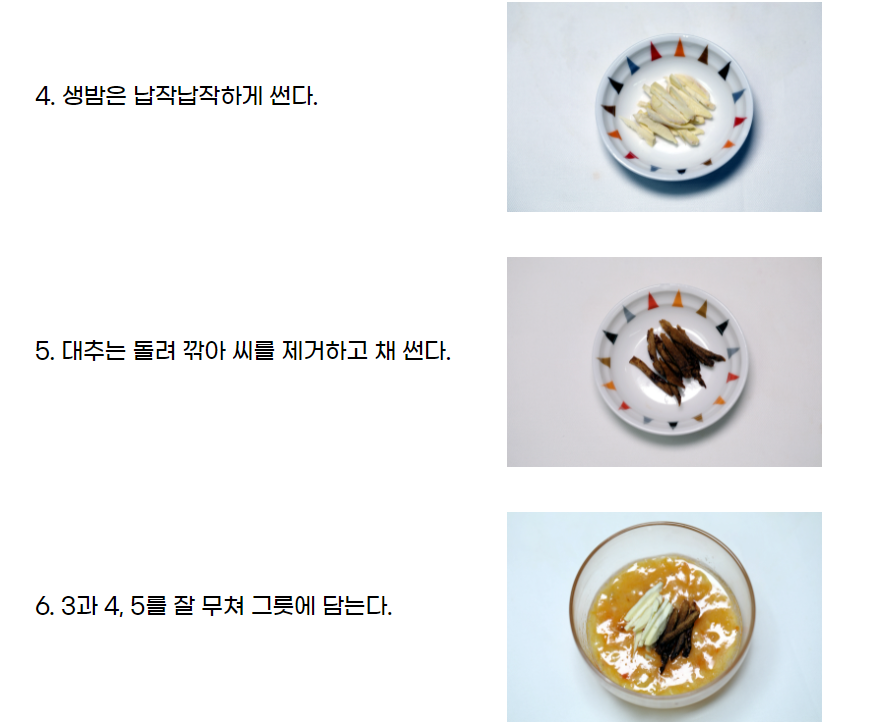 4. 생밤은 납작납작하게 썬다.
5. 대추는 돌려 깎아 씨를 제거하고 채 썬다.
6. 3과 4, 5를 잘 무쳐 그릇에 담는다.